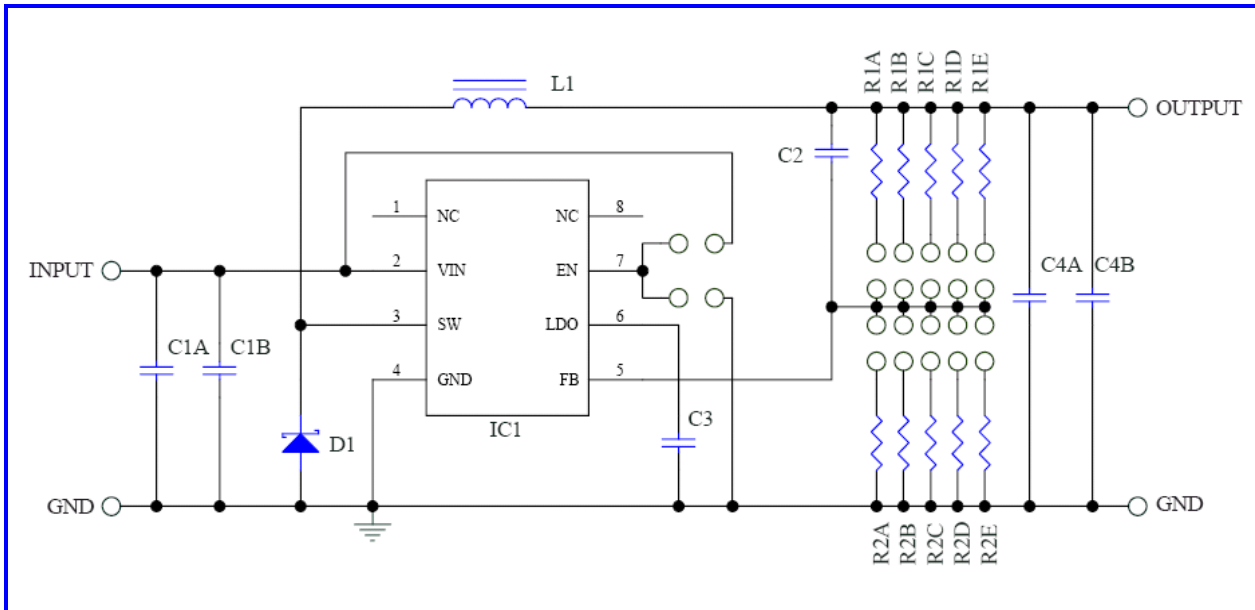 R1A
R1B
R1C
R1D
R1E
L1
OUTPUT
C2
1 NC NC 8
INPUT
2 VIN EN 7
C4A C4B
3 SW LDO 6
C1A C1B
4 GND FB 5
D1
IC1
C3
GND
GND
R2A
R2B
R2C
R2D
R2E